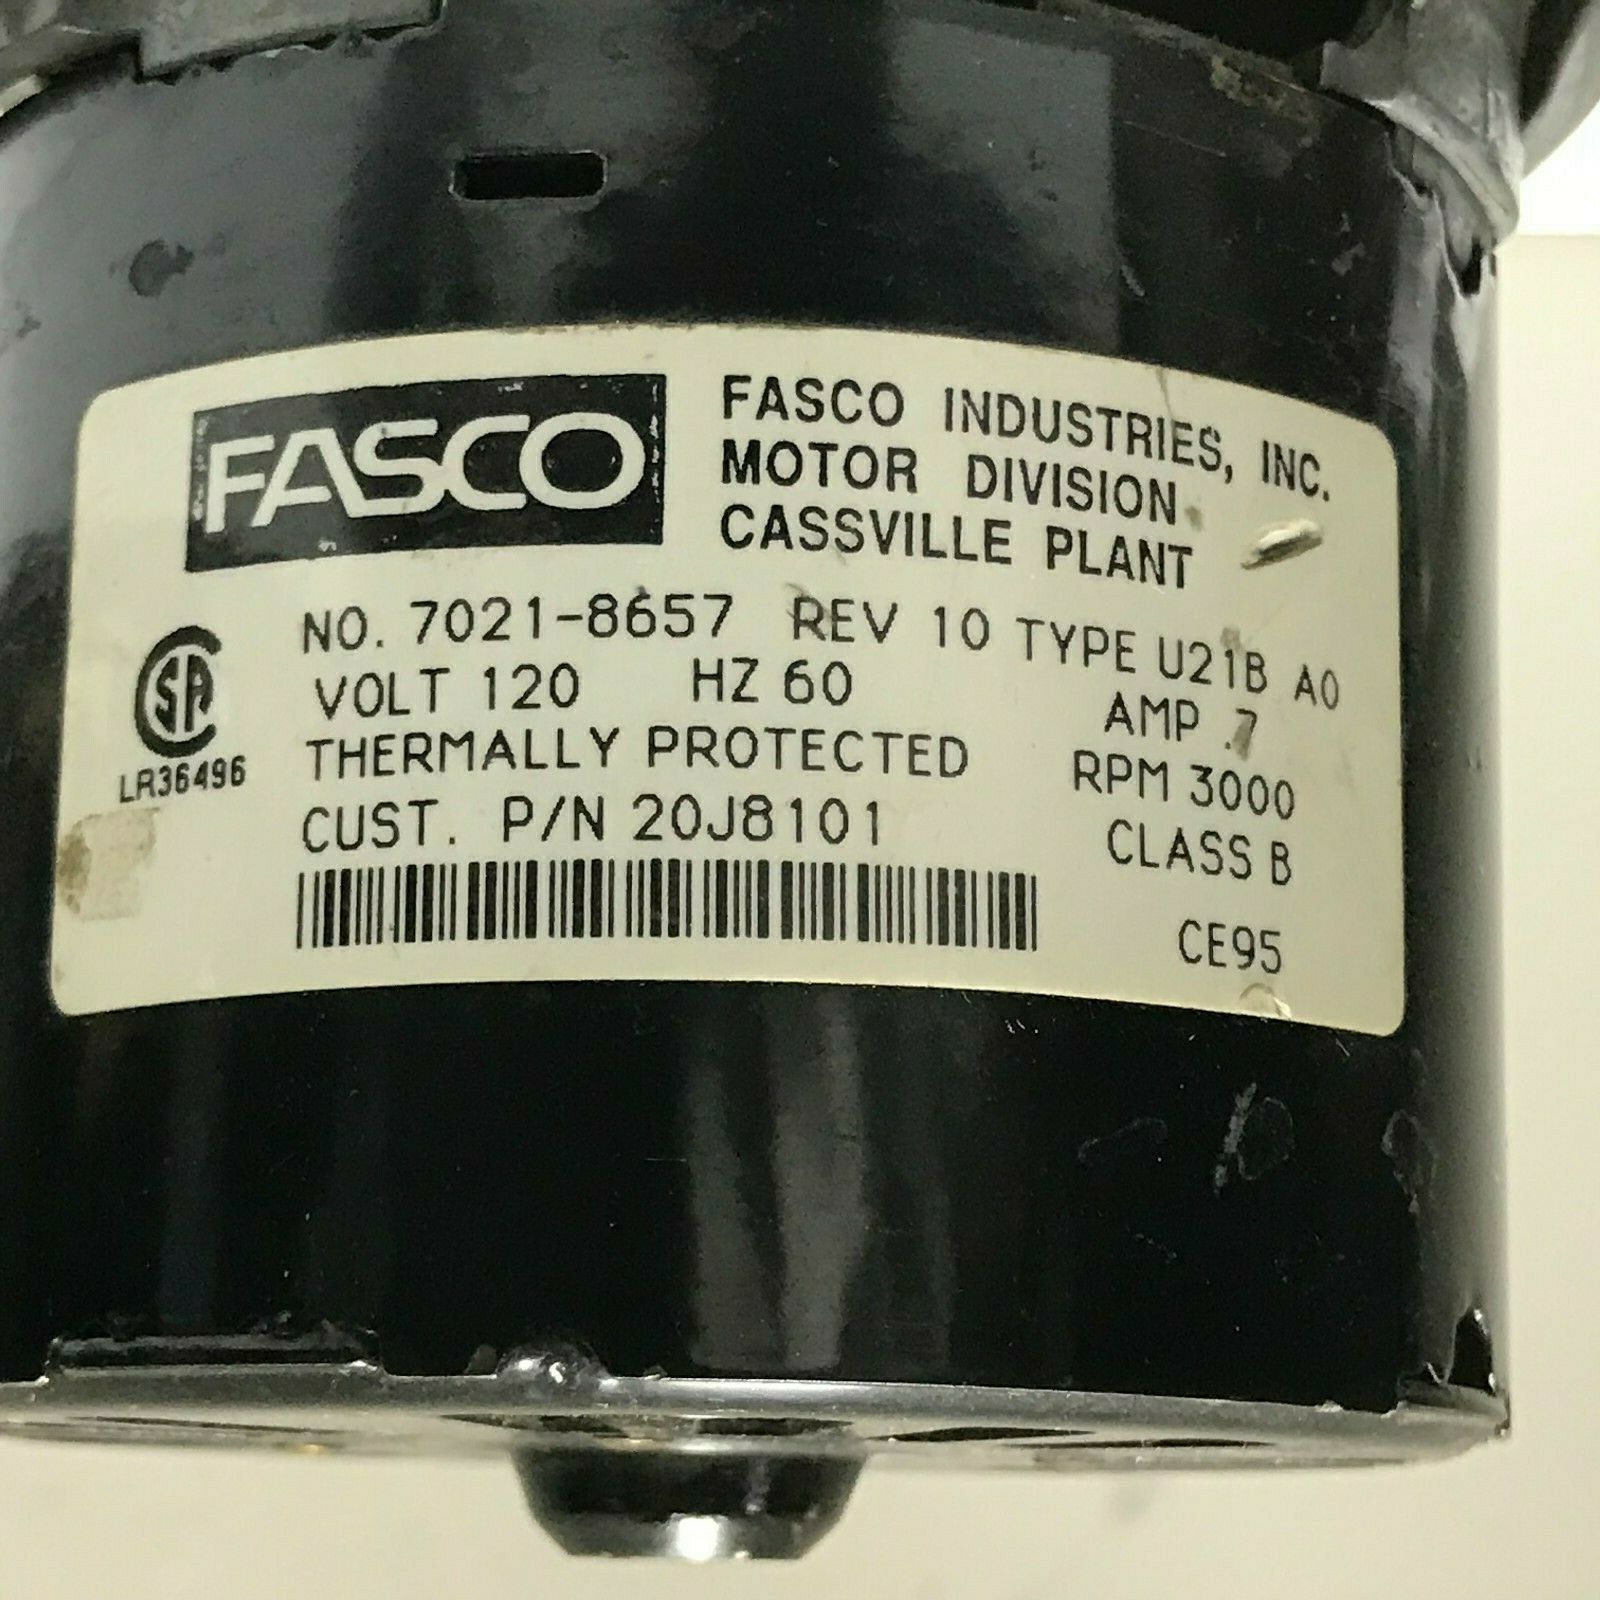 FASCO
FASCO INDUSTRIES, INC.
MOTOR DIVISION
CASSVILLE PLANT
NO. 7021-8657 REV 10 TYPE U21B A0
VOLT 120 HZ 60 AMP .7
THERMALLY PROTECTED RPM 3000
CUST. P/N 20J8101 CLASS B
CE95
SA
LR36496